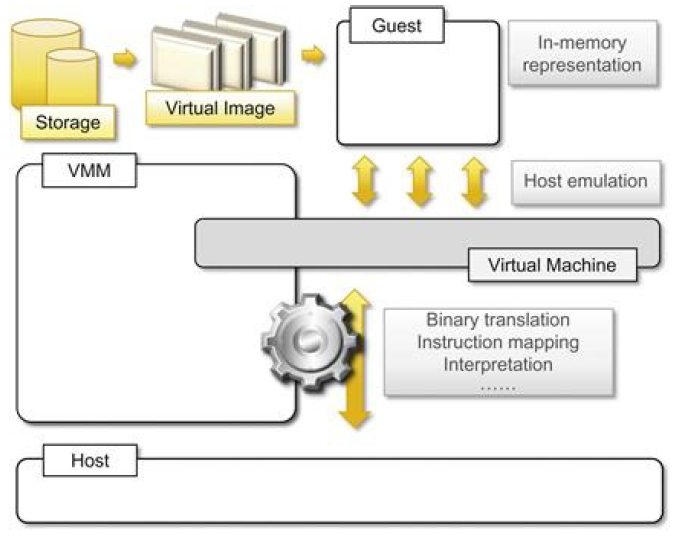 Guest
In-memory
representation
Storage
Virtual Image
VMM
Host emulation
Virtual Machine
Binary translation
Instruction mapping
Interpretation
......
Host